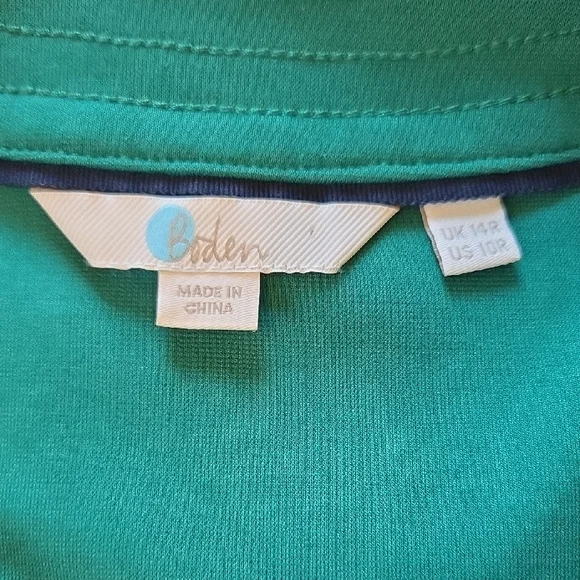 Boden
MADE IN
CHINA
UK 14R
US 10R